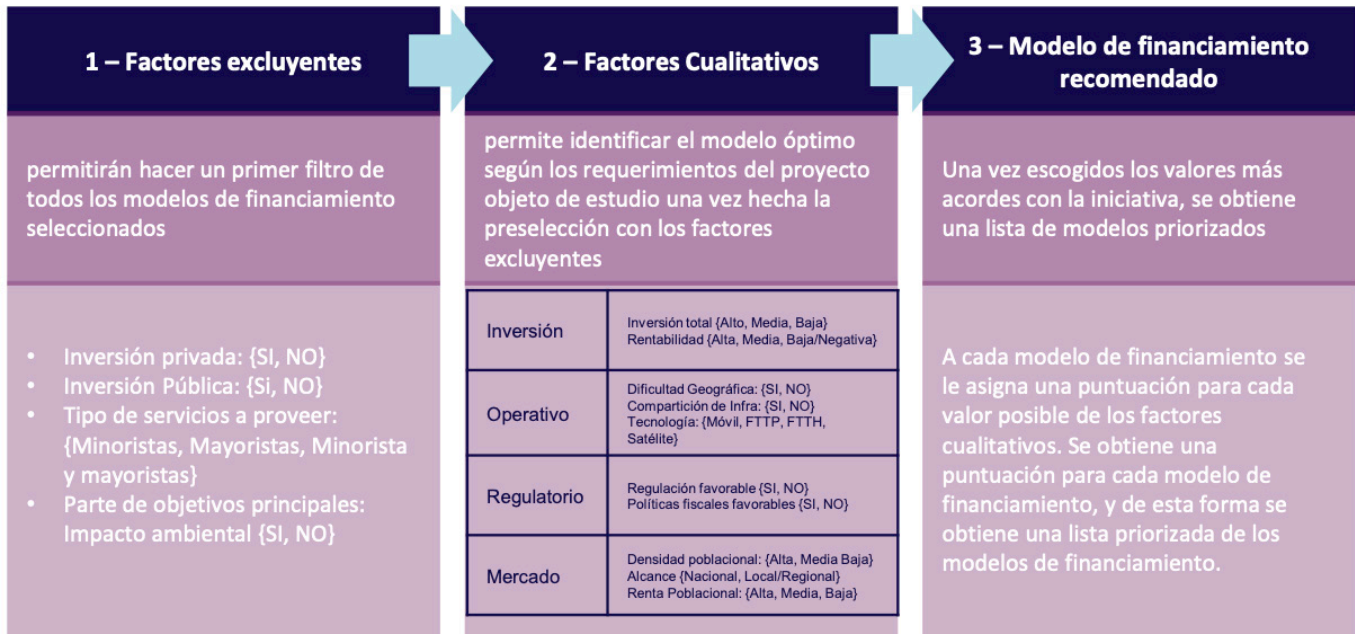 1 – Factores excluyentes
permitirán hacer un primer filtro de
todos los modelos de financiamiento
seleccionados
• Inversión privada: {SI, NO}
• Inversión Pública: {Si, NO}
• Tipo de servicios a proveer:
{Minoristas, Mayoristas, Minorista
y mayoristas}
• Parte de objetivos principales:
Impacto ambiental {SI, NO}
2 – Factores Cualitativos
permite identificar el modelo óptimo
según los requerimientos del proyecto
objeto de estudio una vez hecha la
preselección con los factores
excluyentes
Inversión
Inversión total {Alto, Media, Baja}
Rentabilidad {Alta, Media, Baja/Negativa}
Operativo
Dificultad Geográfica: {SI, NO}
Compartición de Infra: {SI, NO}
Tecnología: {Móvil, FTTP, FTTH,
Satélite}
Regulatorio
Regulación favorable {SI, NO}
Políticas fiscales favorables {SI, NO}
Mercado
Densidad poblacional: {Alta, Media Baja}
Alcance {Nacional, Local/Regional}
Renta Poblacional: {Alta, Media, Baja}
3 – Modelo de financiamiento
recomendado
Una vez escogidos los valores más
acordes con la iniciativa, se obtiene
una lista de modelos priorizados
A cada modelo de financiamiento se
le asigna una puntuación para cada
valor posible de los factores
cualitativos. Se obtiene una
puntuación para cada modelo de
financiamiento, y de esta forma se
obtiene una lista priorizada de los
modelos de financiamiento.